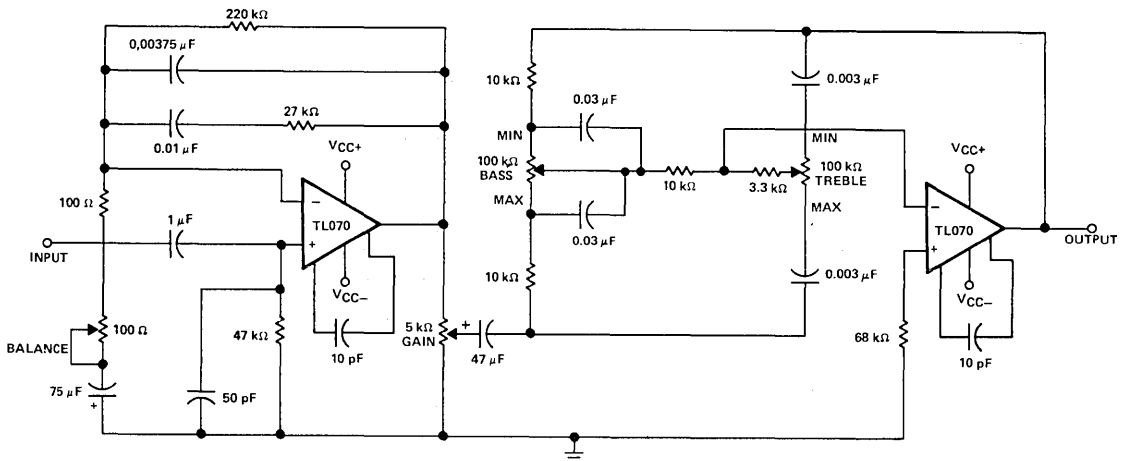 220 kΩ
0,00375 μF
27 kΩ
0.01 μF
VCC+
100 Ω
1 μF
INPUT
TL070
−
+
VCC−
100 Ω
BALANCE
75 μF
+
50 pF
47 kΩ
10 pF
5 kΩ
GAIN
+
47 μF
10 kΩ
0.03 μF
MIN
100 kΩ
BASS
MAX
0.03 μF
10 kΩ
10 kΩ
3.3 kΩ
0.003 μF
MIN
100 kΩ
TREBLE
MAX
0.003 μF
VCC+
−
TL070
+
VCC−
OUTPUT
68 kΩ
10 pF